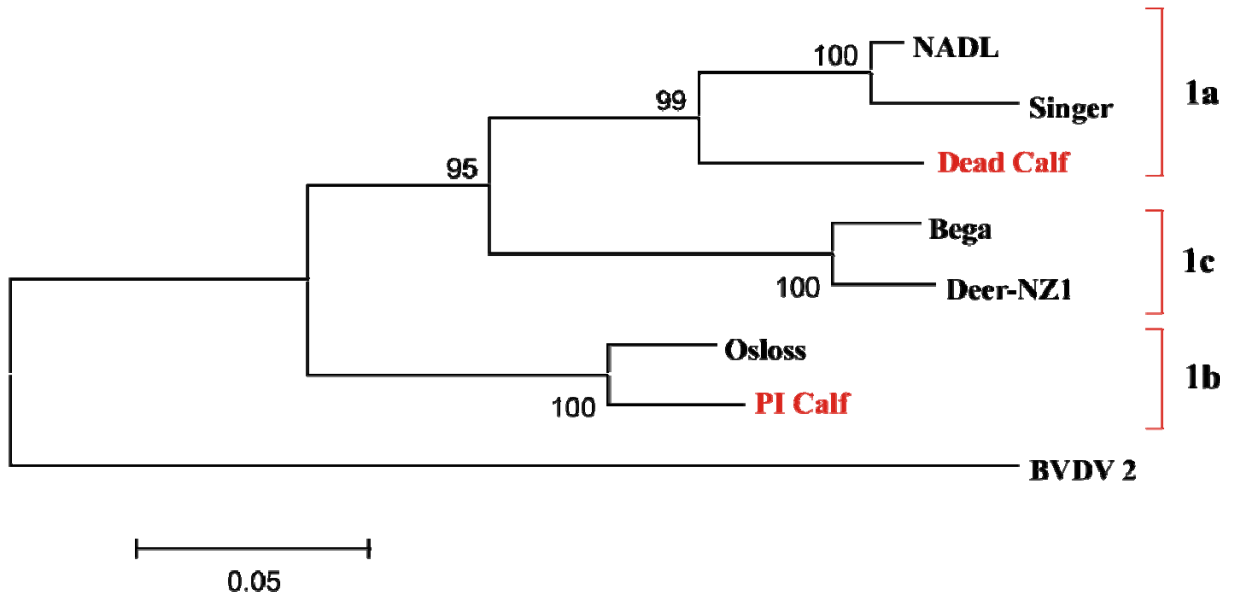 NADL
100
1a
99
Singer
Dead Calf
95
Bega
1c
100
Deer-NZ1
Osloss
1b
100
PI Calf
BVDV 2
0.05